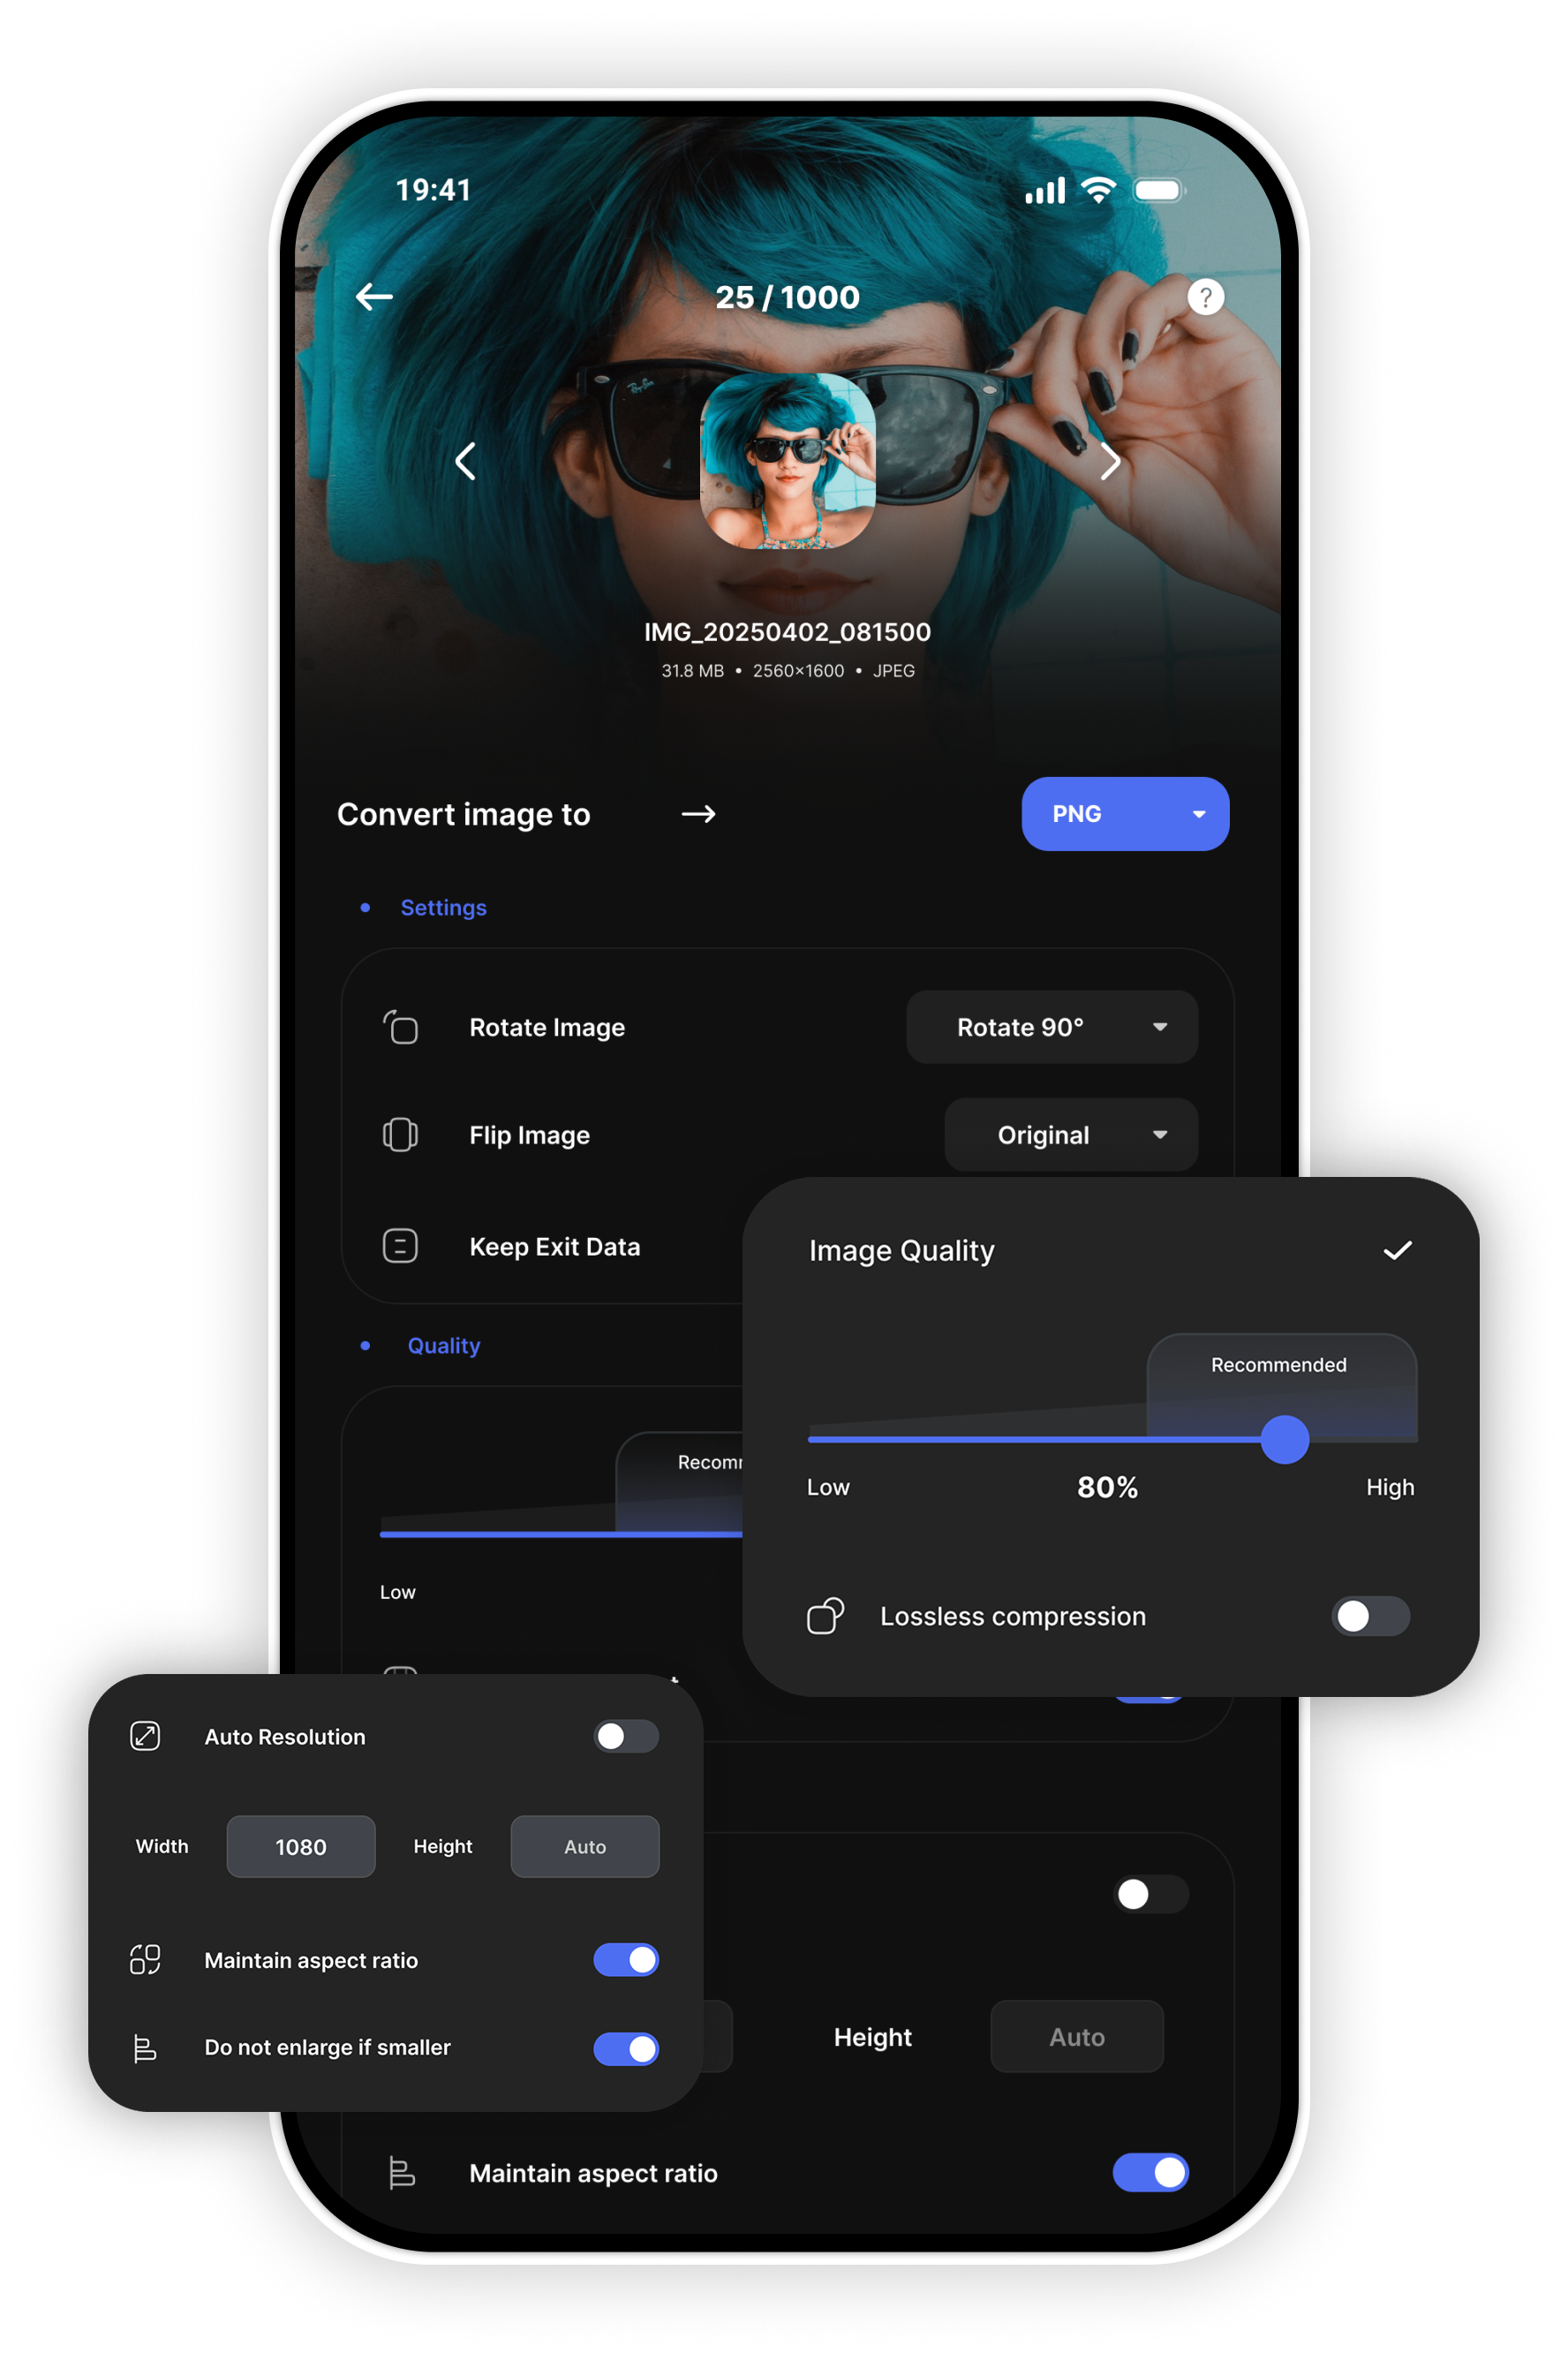 19:41
25 / 1000
?
Ray-Ban
IMG_20250402_081500
31.8 MB • 2560×1600 • JPEG
Convert image to → PNG
• Settings
Rotate Image Rotate 90°
Flip Image Original
Keep Exit Data
Image Quality
Recommended
Low 80% High
Lossless compression
• Quality
Low
Auto Resolution
Width 1080 Height Auto
Maintain aspect ratio
Do not enlarge if smaller
Height Auto
Maintain aspect ratio